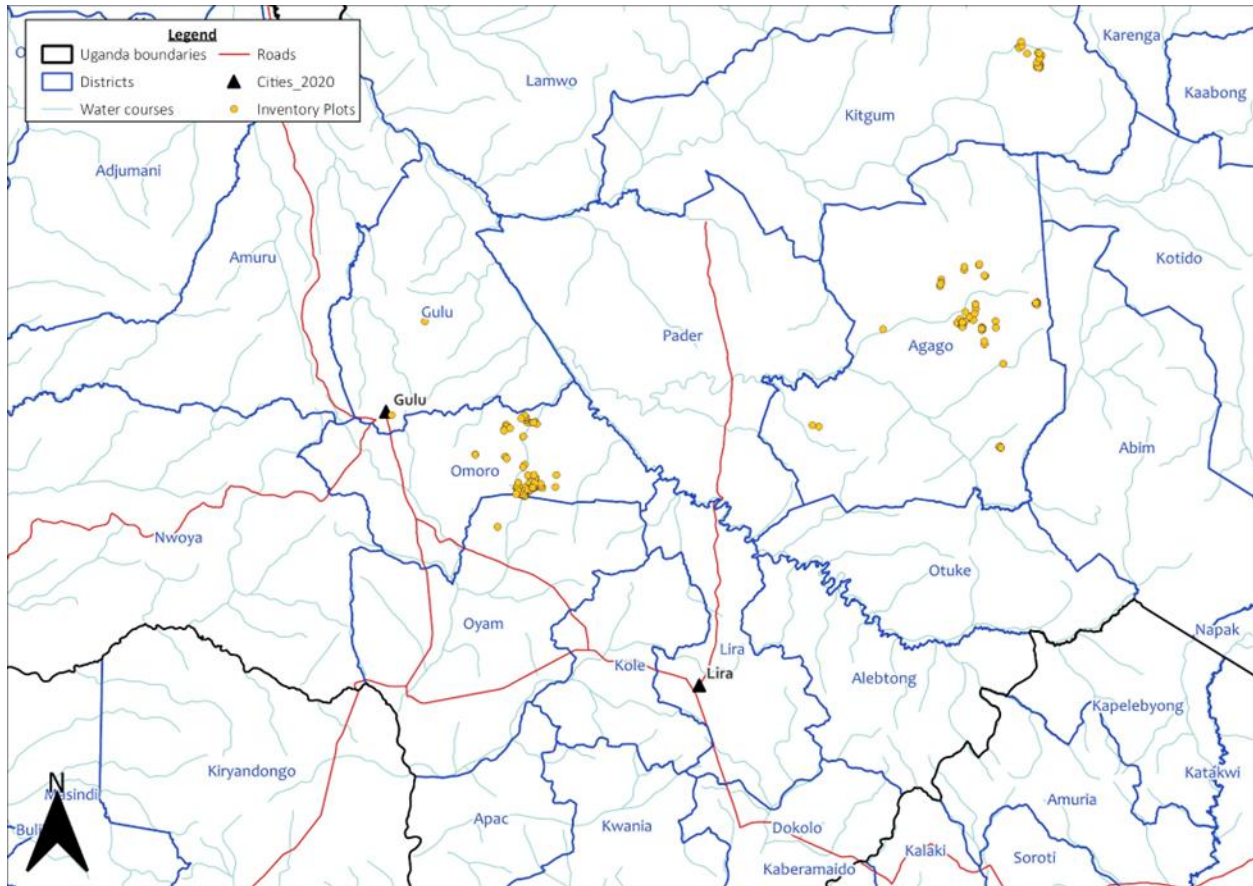 Legend
Uganda boundaries
Roads
Districts
Cities_2020
Water courses
Inventory Plots
Karenga
Lamwo
Kaabong
Kitgum
Adjumani
Amuru
Kotido
Gulu
Pader
Agago
Gulu
Omoro
Abim
Nwoya
Otuke
Oyam
Napak
Kole
Lira
Lira
Alebtong
Kapelebyong
Kiryandongo
Katakwi
N
Masindi
Amuria
Buli
Apac
Kwania
Dokolo
Kalaki
Soroti
Kaberamaido